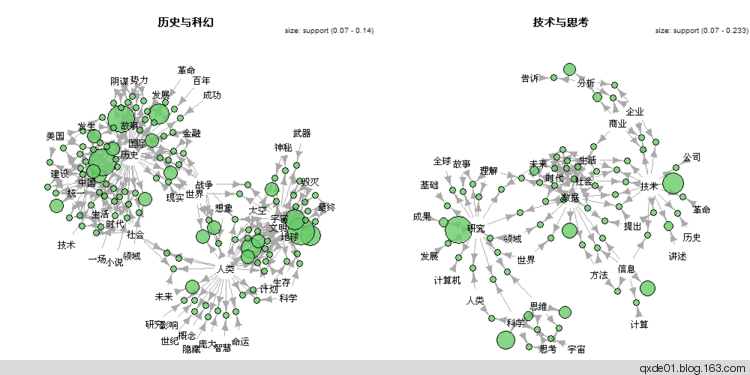 历史与科幻
size: support (0.07 - 0.14)
革命
阴谋
势力
百年
发展
成功
故事
发生
美国
国际
金融
历史
建设
中国
统一
现实
生活
时代
技术
社会
一场
小说
领域
武器
神秘
战争
毁灭
世界
想象
太空
最终
宇宙
文明
地球
人类
生存
计划
未来
科学
研究
影响
世纪
概念
隐藏
庞大
智慧
命运
技术与思考
size: support (0.07 - 0.233)
告诉
分析
企业
商业
全球
故事
理解
未来
生活
公司
基础
时代
社会
技术
数据
成果
革命
研究
提出
领域
历史
发展
世界
讲述
计算机
方法
信息
人类
思维
科学
计算
思考
宇宙
qxde01.blog.163.com